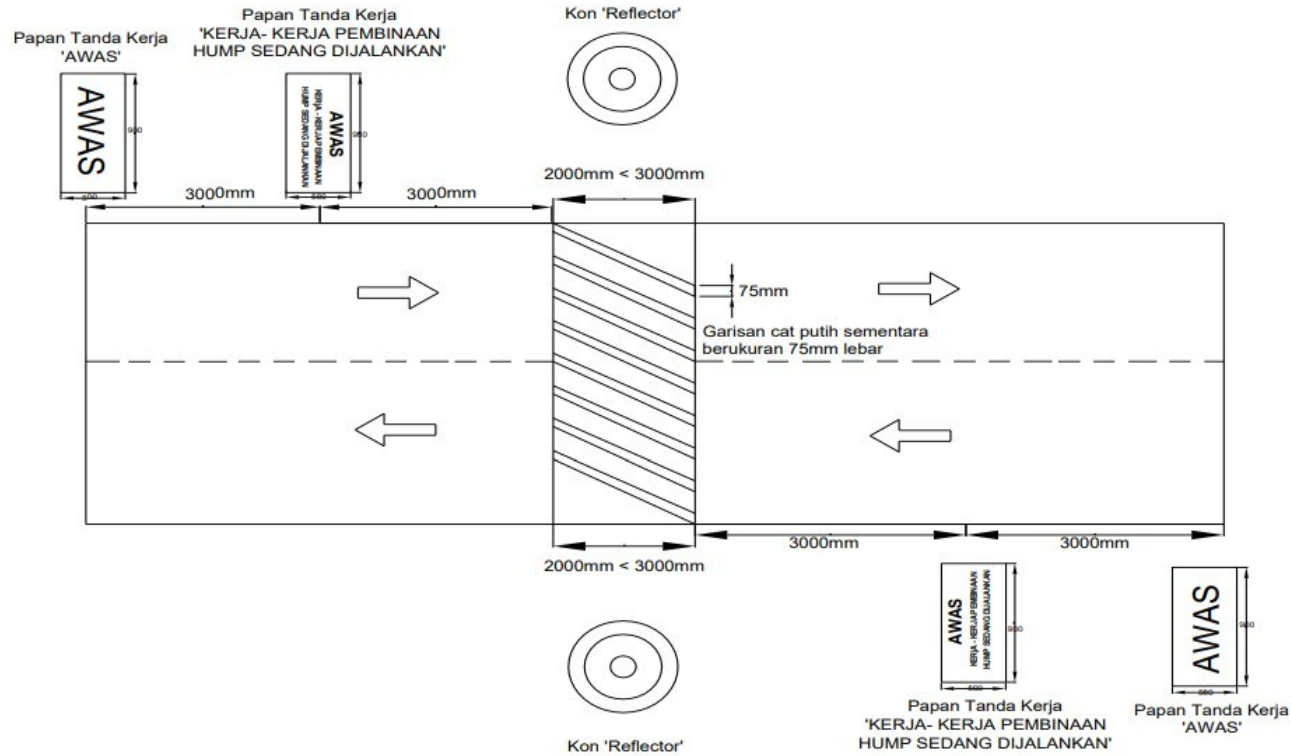 Papan Tanda Kerja
'AWAS'
Papan Tanda Kerja
'KERJA- KERJA PEMBINAAN
HUMP SEDANG DIJALANKAN'
Kon 'Reflector'
AWAS
900
AWAS
KERJA - KERJA PEMBINAAN
HUMP SEDANG DIJALANKAN
3000mm
3000mm
2000mm < 3000mm
75mm
Garisan cat putih sementara
berukuran 75mm lebar
2000mm < 3000mm
3000mm
3000mm
AWAS
KERJA - KERJA PEMBINAAN
HUMP SEDANG DIJALANKAN
900
AWAS
900
Kon 'Reflector'
Papan Tanda Kerja
'KERJA- KERJA PEMBINAAN
HUMP SEDANG DIJALANKAN'
Papan Tanda Kerja
'AWAS'